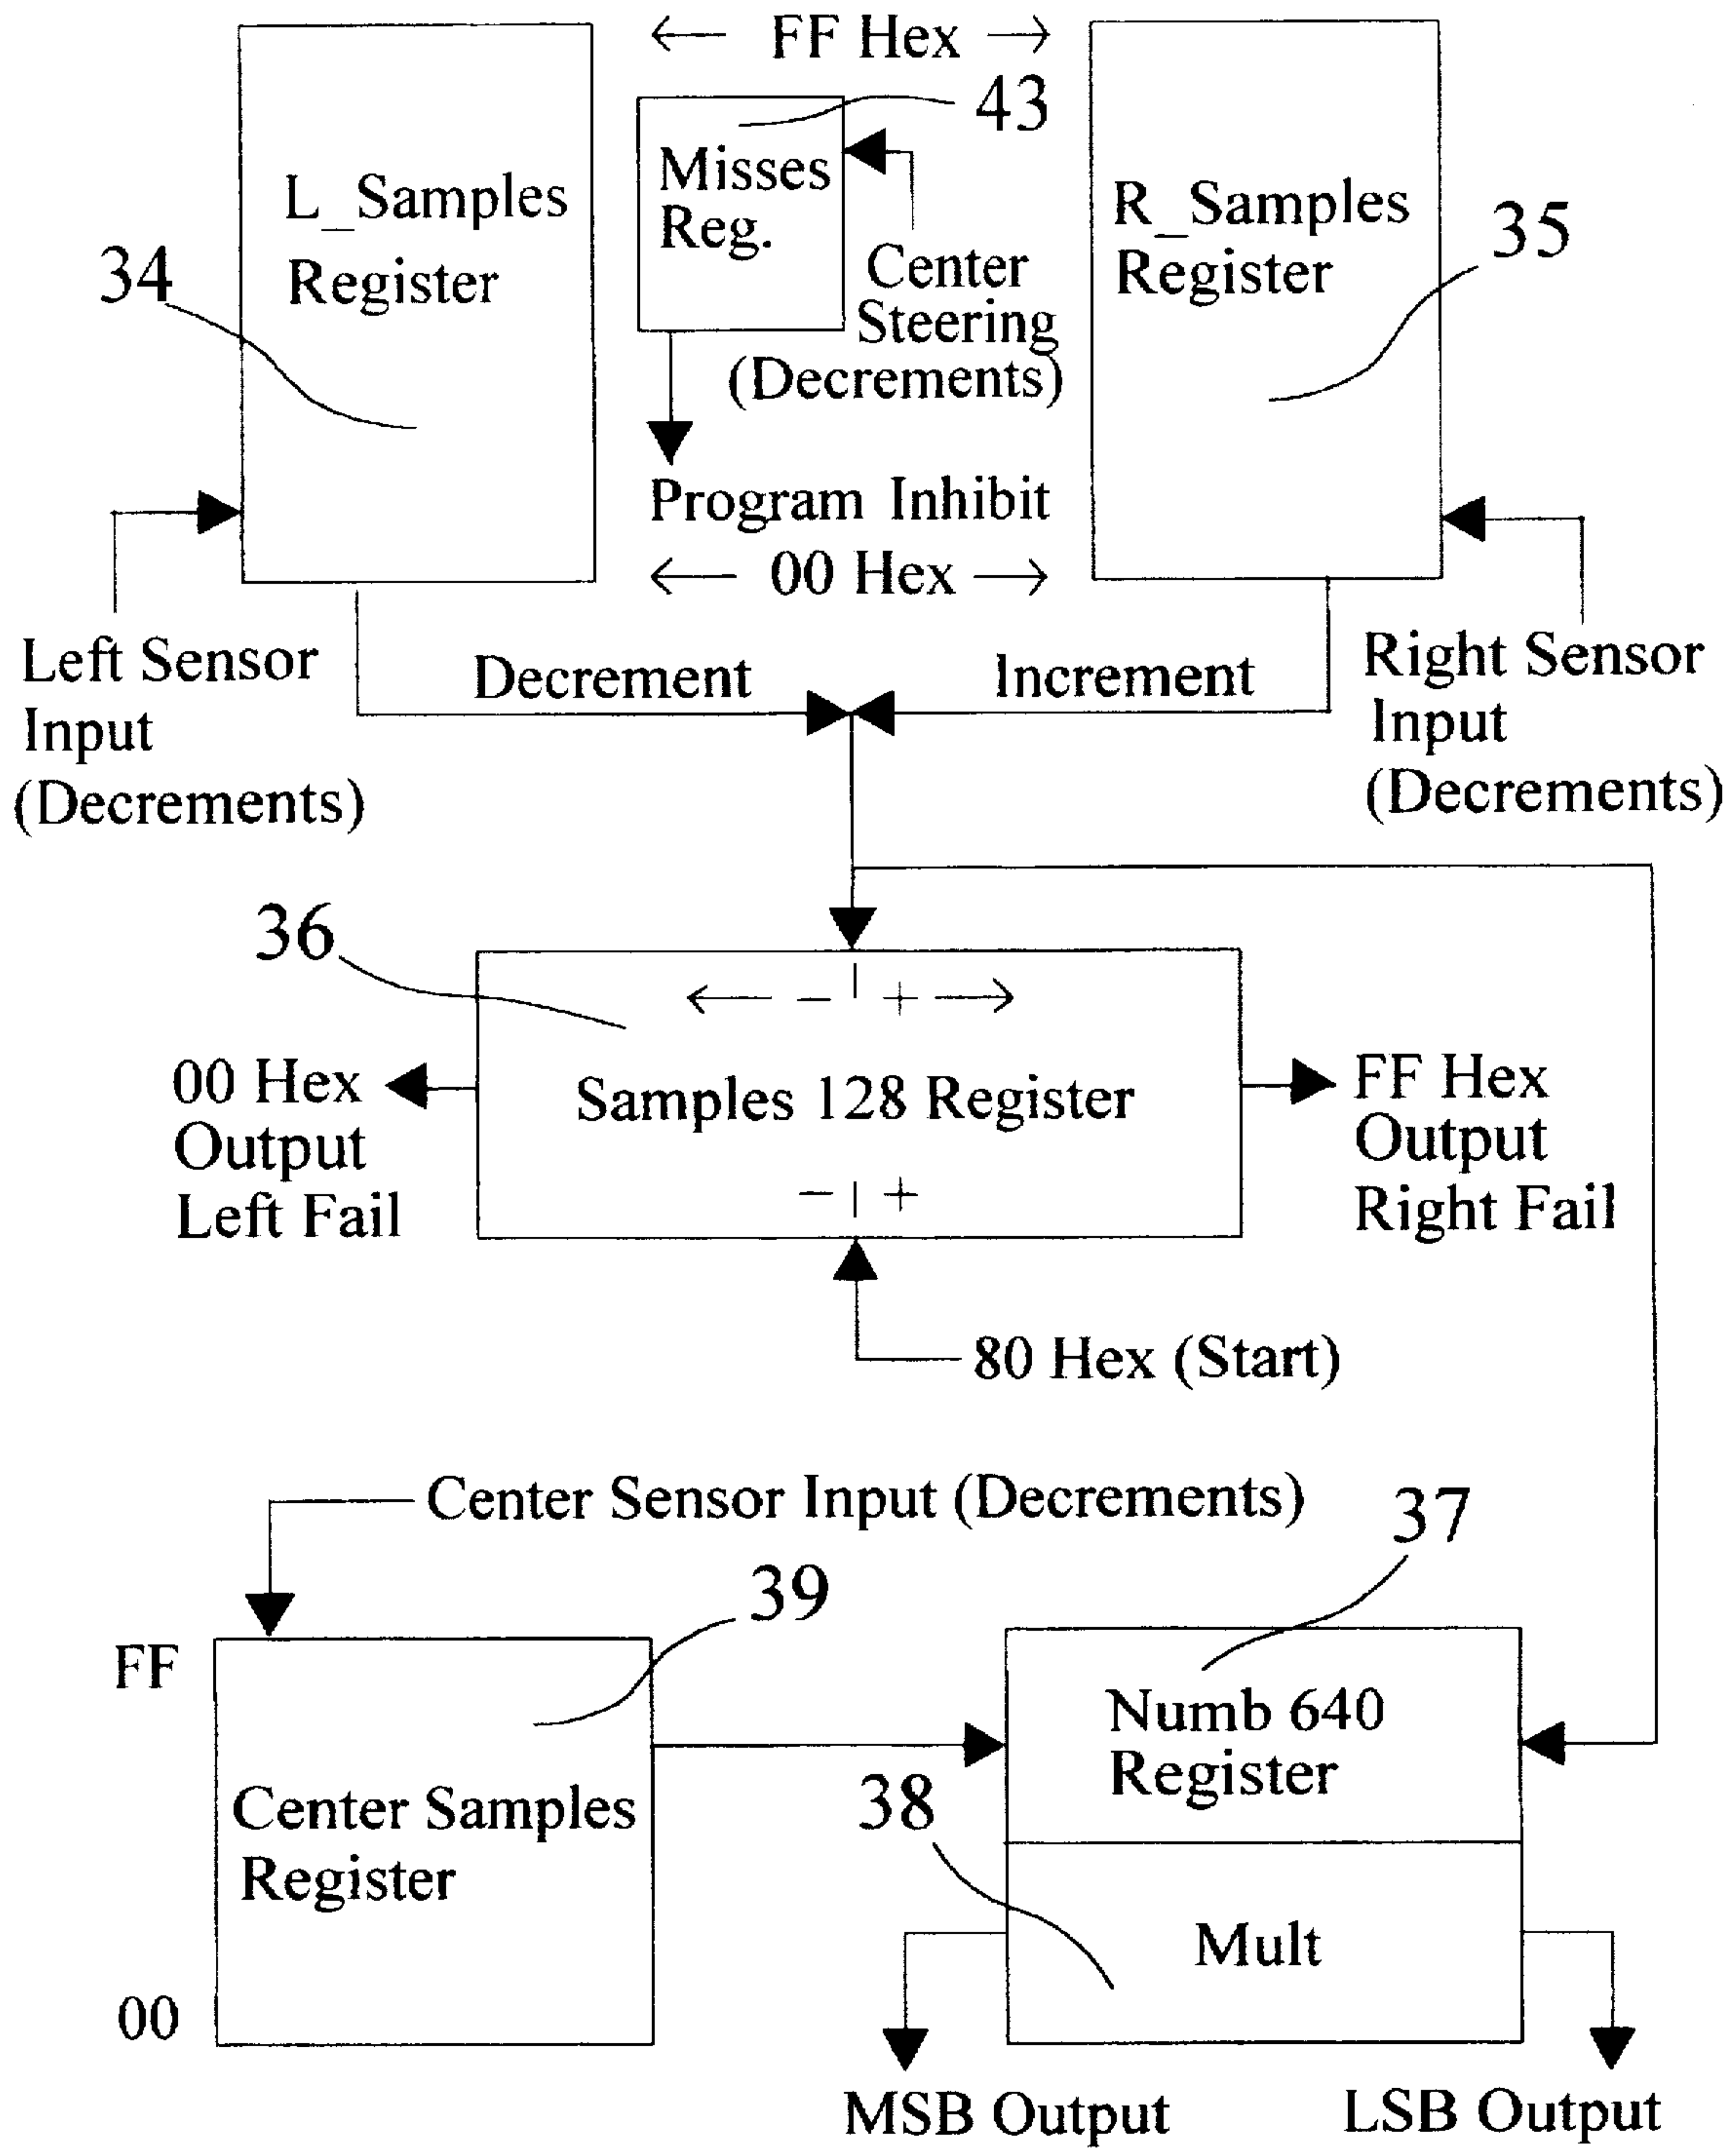 FF Hex
43
L_Samples
Register
34
Misses
Reg.
Center
Steering
(Decrements)
R_Samples
Register
35
Program Inhibit
00 Hex
Left Sensor
Input
(Decrements)
Decrement
Increment
Right Sensor
Input
(Decrements)
36
← − | + →
00 Hex
Output
Left Fail
Samples 128 Register
FF Hex
Output
Right Fail
− | +
80 Hex (Start)
Center Sensor Input (Decrements)
37
39
FF
Center Samples
Register
00
Numb 640
Register
38
Mult
MSB Output
LSB Output